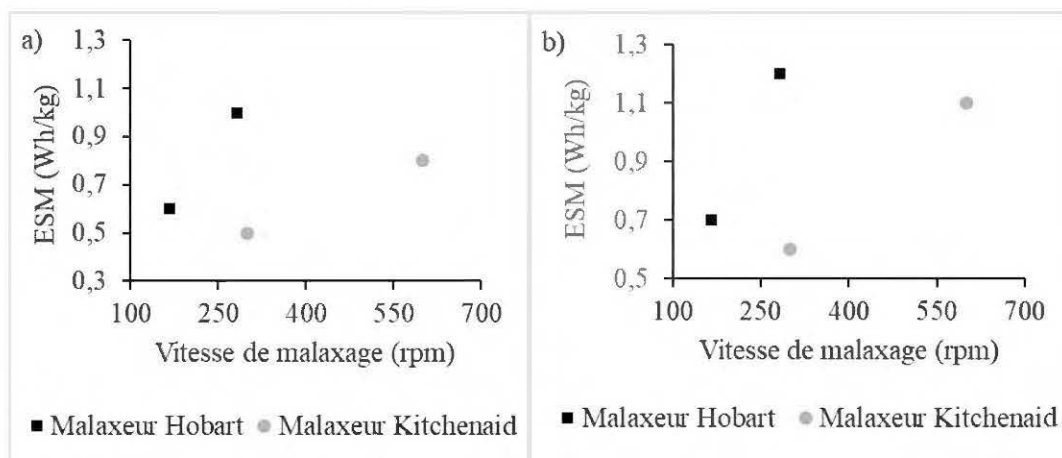 a)
ESM (Wh/kg)
1,3
1,1
0,9
0,7
0,5
0,3
100 250 400 550 700
Vitesse de malaxage (rpm)
Malaxeur Hobart Malaxeur Kitchenaid
b)
ESM (Wh/kg)
1,3
1,1
0,9
0,7
0,5
100 250 400 550 700
Vitesse de malaxage (rpm)
Malaxeur Hobart Malaxeur Kitchenaid